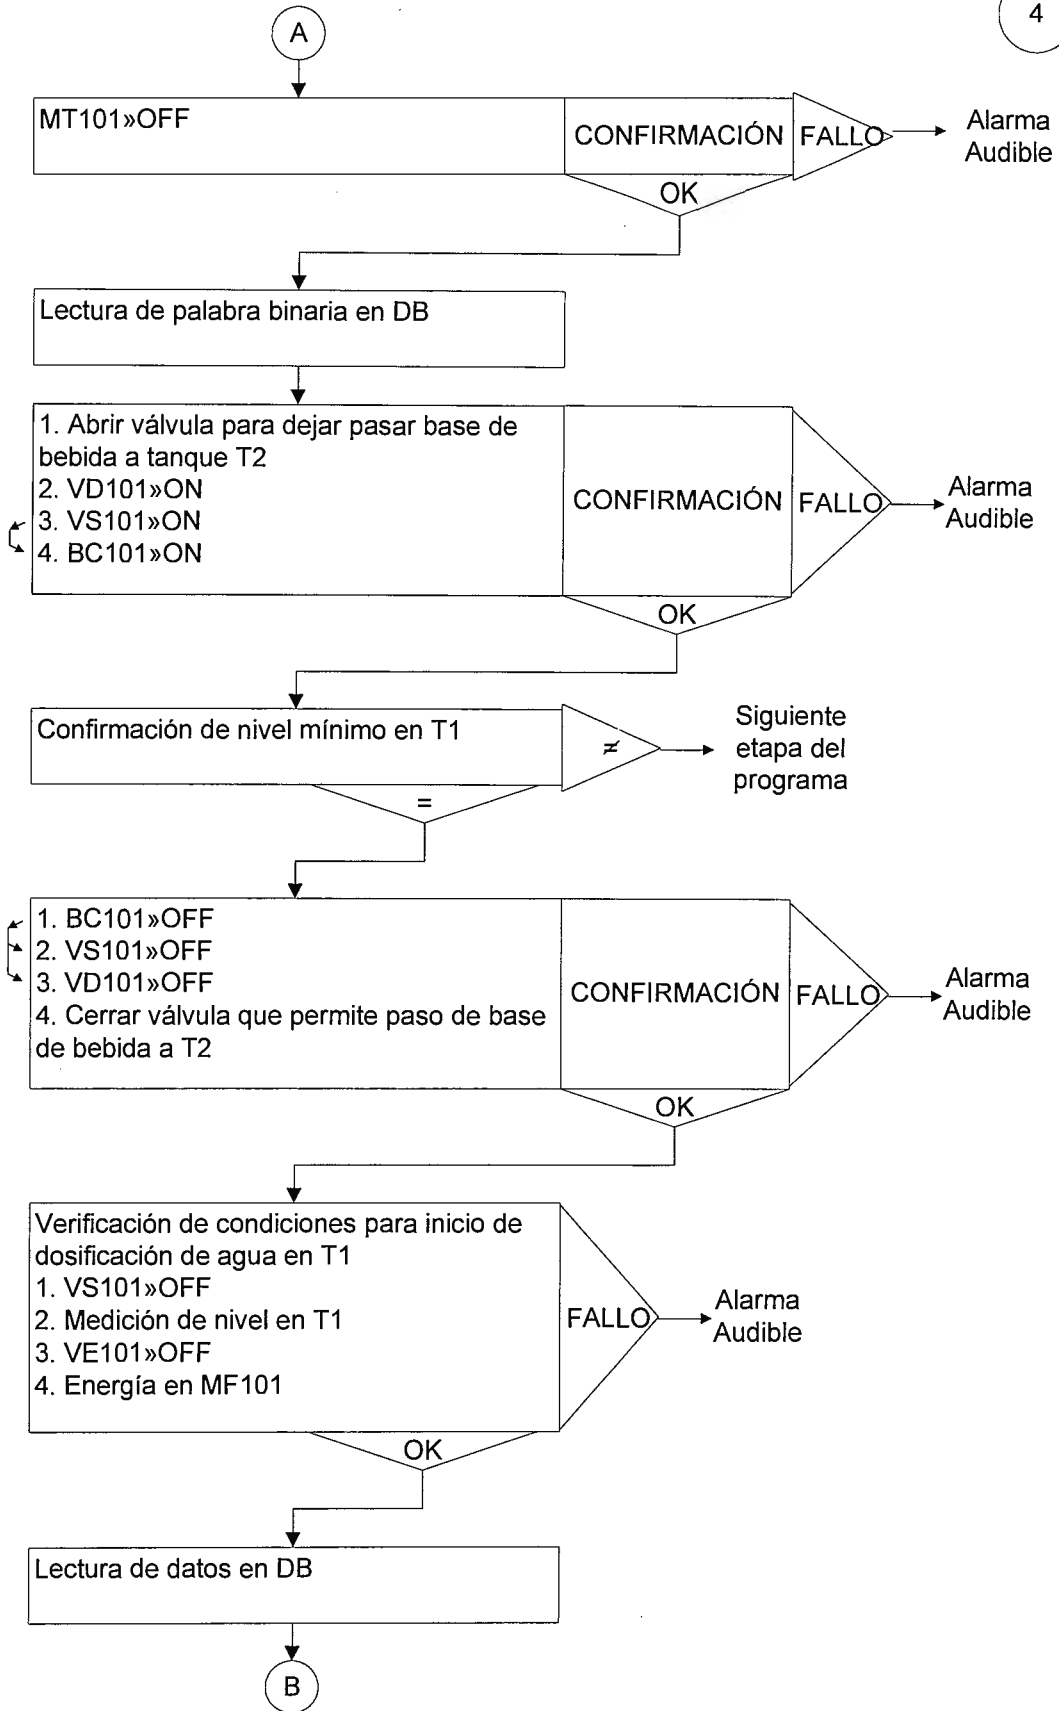 4
A
MT101»OFF
CONFIRMACIÓN
FALLO
Alarma
Audible
OK
Lectura de palabra binaria en DB
1. Abrir válvula para dejar pasar base de
bebida a tanque T2
2. VD101»ON
3. VS101»ON
4. BC101»ON
CONFIRMACIÓN
FALLO
Alarma
Audible
OK
Confirmación de nivel mínimo en T1
≠
Siguiente
etapa del
programa
=
1. BC101»OFF
2. VS101»OFF
3. VD101»OFF
4. Cerrar válvula que permite paso de base
de bebida a T2
CONFIRMACIÓN
FALLO
Alarma
Audible
OK
Verificación de condiciones para inicio de
dosificación de agua en T1
1. VS101»OFF
2. Medición de nivel en T1
3. VE101»OFF
4. Energía en MF101
FALLO
Alarma
Audible
OK
Lectura de datos en DB
B